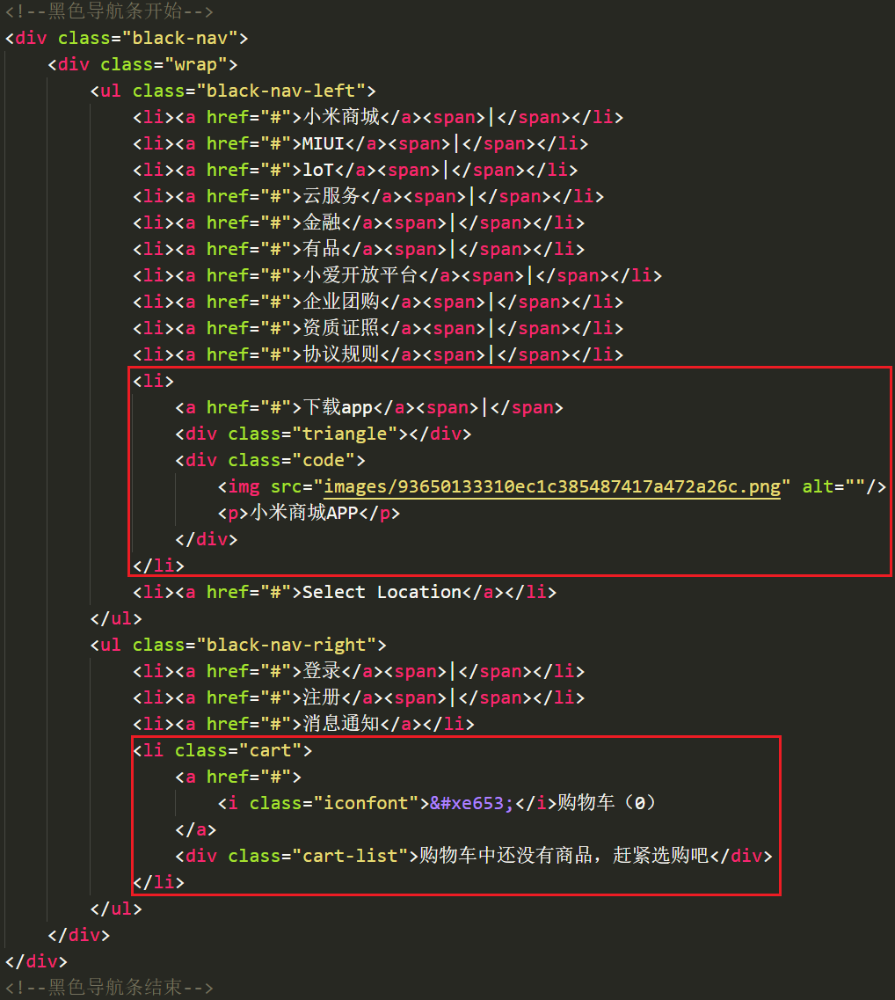 <!--黑色导航条开始-->
<div class="black-nav">
<div class="wrap">
<ul class="black-nav-left">
<li><a href="#">小米商城</a><span>|</span></li>
<li><a href="#">MIUI</a><span>|</span></li>
<li><a href="#">loT</a><span>|</span></li>
<li><a href="#">云服务</a><span>|</span></li>
<li><a href="#">金融</a><span>|</span></li>
<li><a href="#">有品</a><span>|</span></li>
<li><a href="#">小爱开放平台</a><span>|</span></li>
<li><a href="#">企业团购</a><span>|</span></li>
<li><a href="#">资质证照</a><span>|</span></li>
<li><a href="#">协议规则</a><span>|</span></li>
<li>
<a href="#">下载app</a><span>|</span>
<div class="triangle"></div>
<div class="code">
<img src="images/93650133310ec1c385487417a472a26c.png" alt=""/>
<p>小米商城APP</p>
</div>
</li>
<li><a href="#">Select Location</a></li>
</ul>
<ul class="black-nav-right">
<li><a href="#">登录</a><span>|</span></li>
<li><a href="#">注册</a><span>|</span></li>
<li><a href="#">消息通知</a></li>
<li class="cart">
<a href="#">
<i class="iconfont">&#xe653;</i>购物车（0）
</a>
<div class="cart-list">购物车中还没有商品，赶紧选购吧</div>
</li>
</ul>
</div>
</div>
<!--黑色导航条结束-->